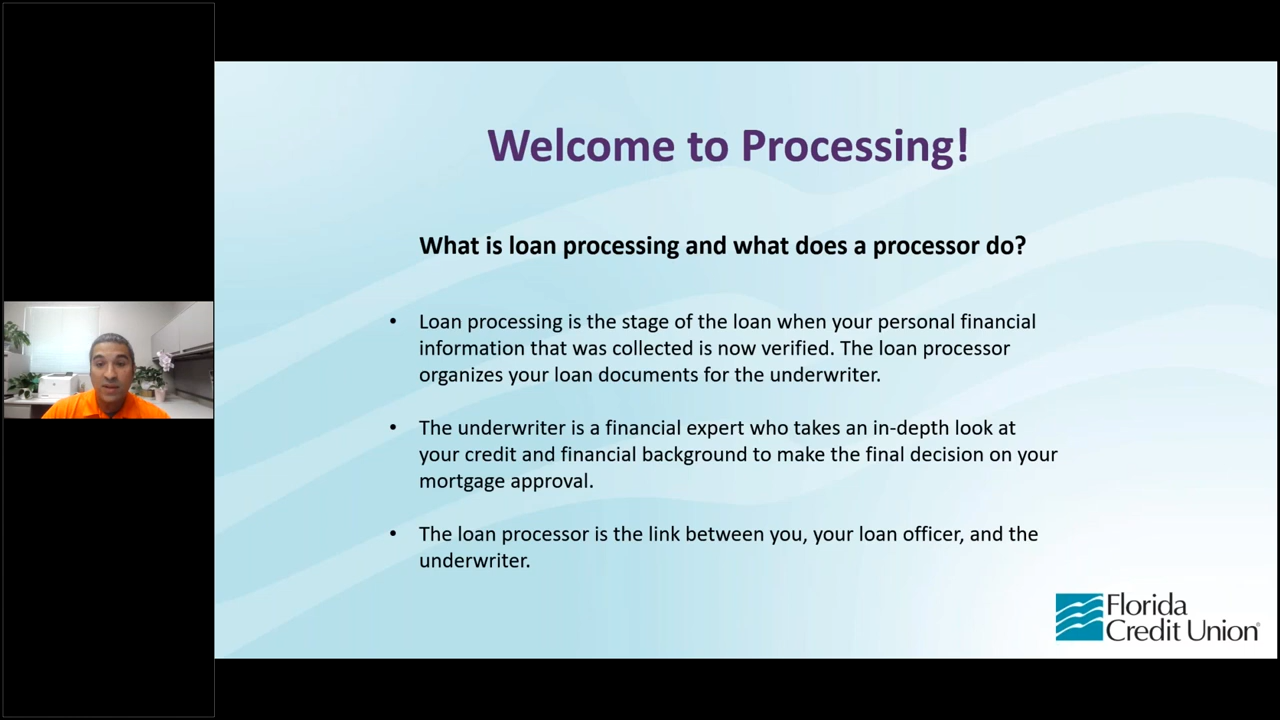 Welcome to Processing!
What is loan processing and what does a processor do?
• Loan processing is the stage of the loan when your personal financial
information that was collected is now verified. The loan processor
organizes your loan documents for the underwriter.
• The underwriter is a financial expert who takes an in-depth look at
your credit and financial background to make the final decision on your
mortgage approval.
• The loan processor is the link between you, your loan officer, and the
underwriter.
Florida
Credit Union®